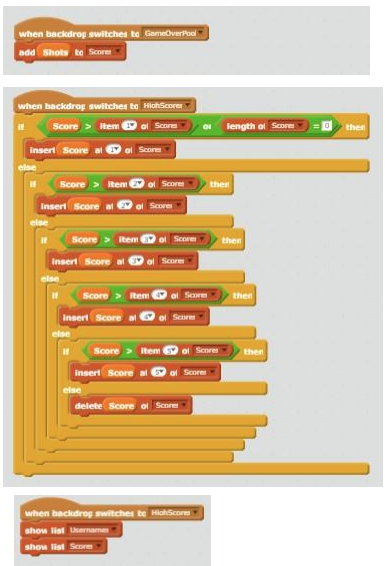 when backdrop switches to GameOverPool
add Shots to Scores
when backdrop switches to HighScores
if Score > item 1 of Scores or length of Scores = 0 then
insert Score at 1 of Scores
else
if Score > item 2 of Scores then
insert Score at 2 of Scores
else
if Score > item 3 of Scores then
insert Score at 3 of Scores
else
if Score > item 4 of Scores then
insert Score at 4 of Scores
else
if Score > item 5 of Scores then
insert Score at 5 of Scores
else
delete Score of Scores
when backdrop switches to HighScores
show list Usernames
show list Scores